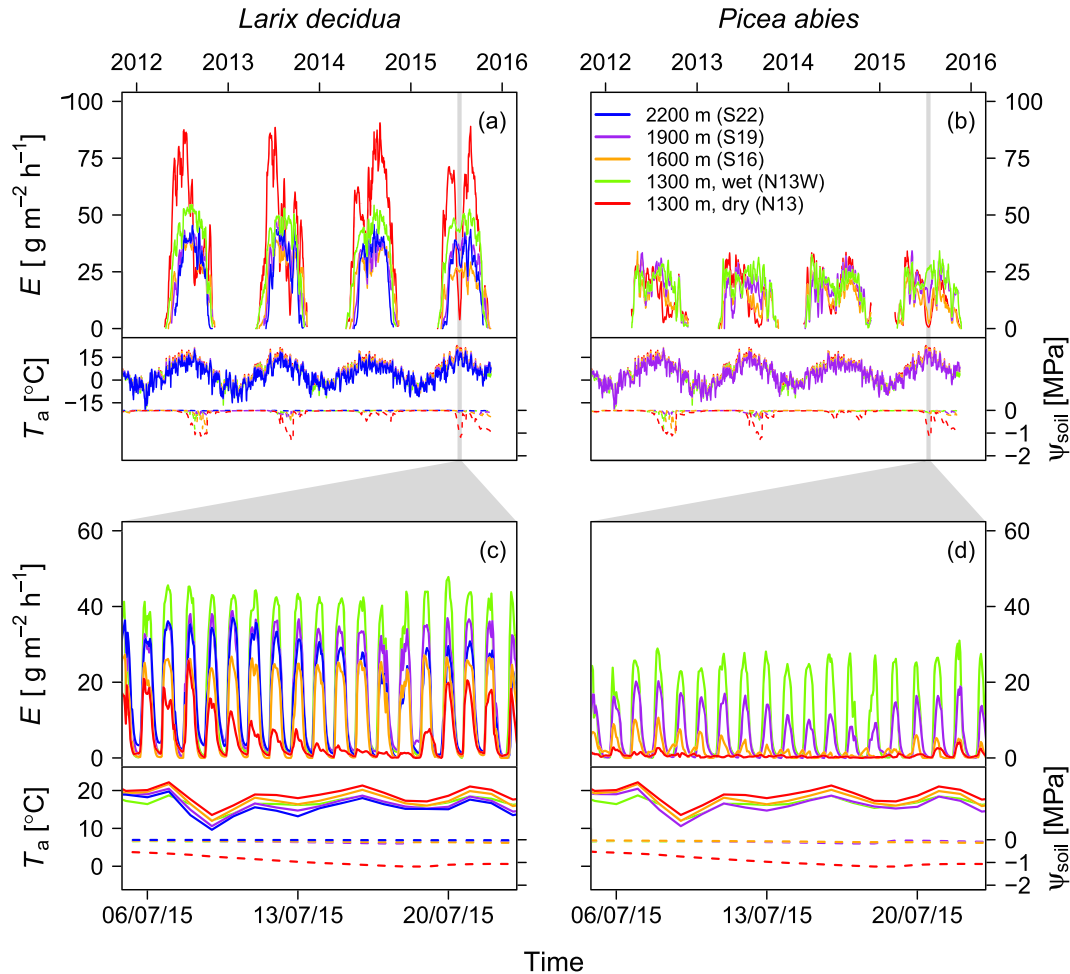 Larix decidua
Picea abies
2012 2013 2014 2015 2016
2012 2013 2014 2015 2016
E [ g m−2 h−1]
100
75
50
25
0
(a)
(b)
2200 m (S22)
1900 m (S19)
1600 m (S16)
1300 m, wet (N13W)
1300 m, dry (N13)
100
75
50
25
0
Ta [°C]
15
0
−15
0
−1
−2
0
−1
−2
ψsoil [MPa]
E [ g m−2 h−1]
60
40
20
0
(c)
(d)
60
40
20
0
Ta [°C]
20
10
0
0
−1
−2
ψsoil [MPa]
06/07/15 13/07/15 20/07/15
06/07/15 13/07/15 20/07/15
Time